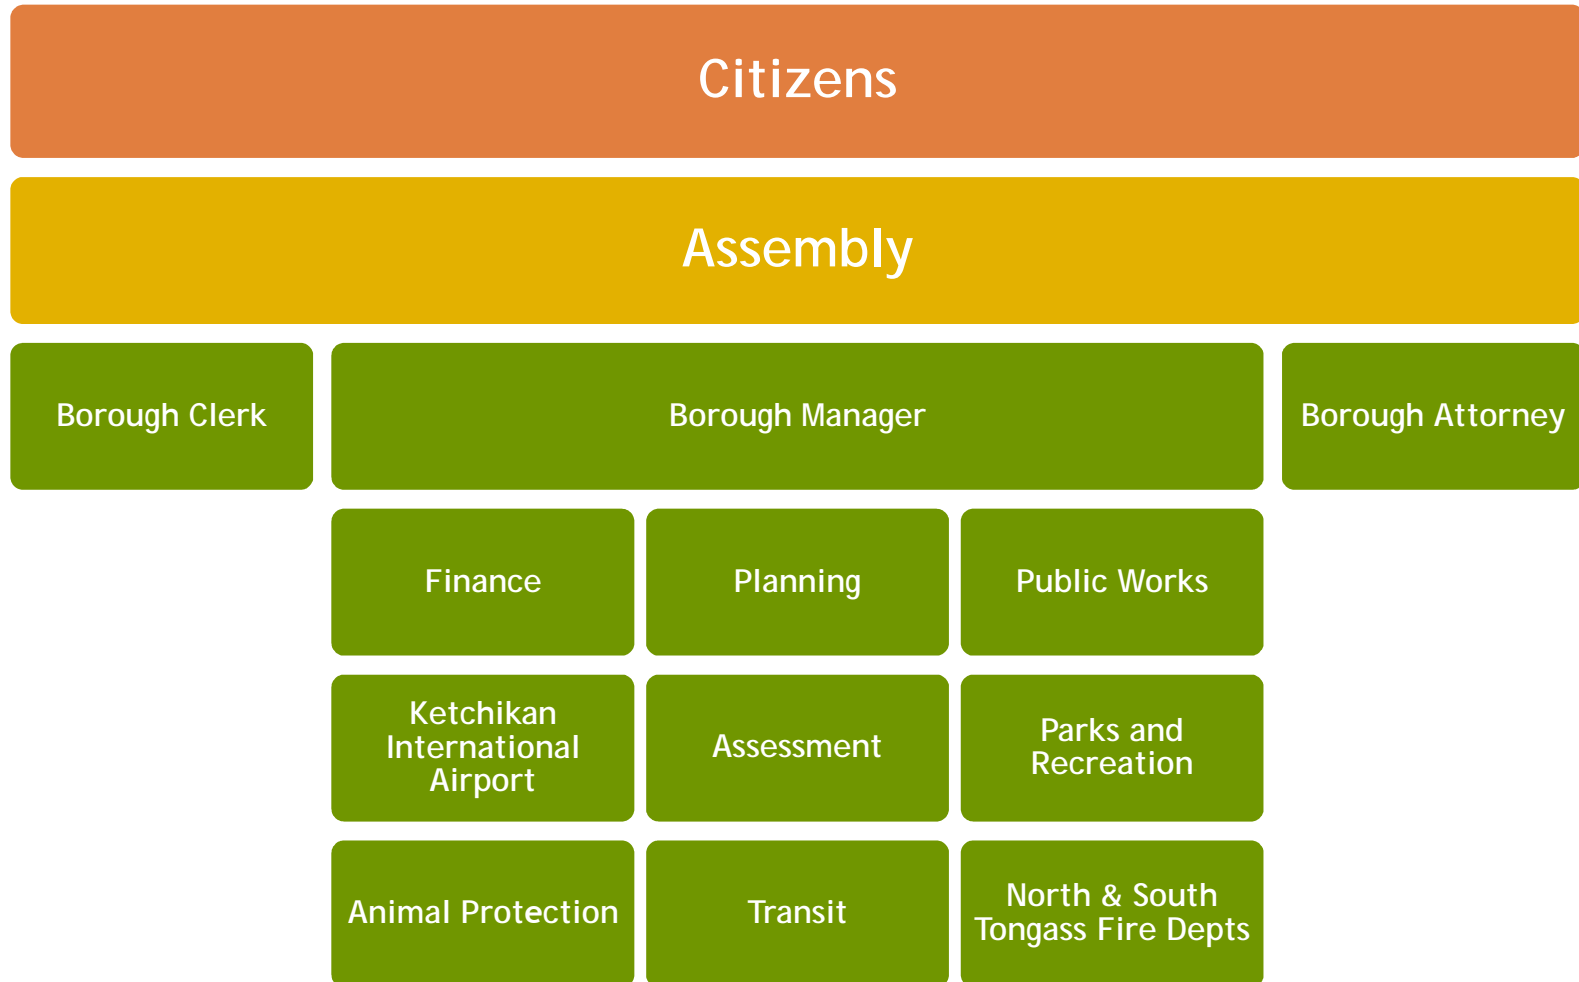 Citizens
Assembly
Borough Clerk
Borough Manager
Borough Attorney
Finance
Planning
Public Works
Ketchikan
International
Airport
Assessment
Parks and
Recreation
Animal Protection
Transit
North & South
Tongass Fire Depts